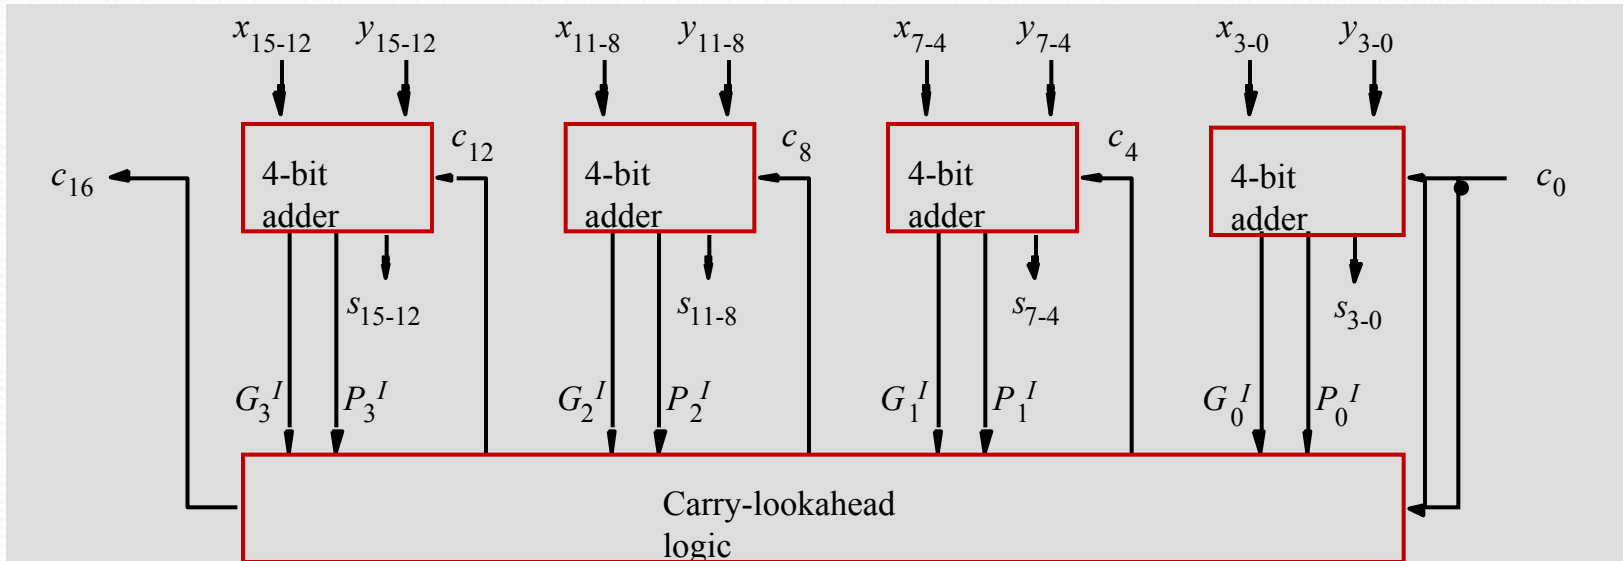 x15-12 y15-12 x11-8 y11-8 x7-4 y7-4 x3-0 y3-0
c12 c8 c4
c16 4-bit 4-bit 4-bit 4-bit c0
adder adder adder adder
s15-12 s11-8 s7-4 s3-0
G3I P3I G2I P2I G1I P1I G0I P0I
Carry-lookahead
logic